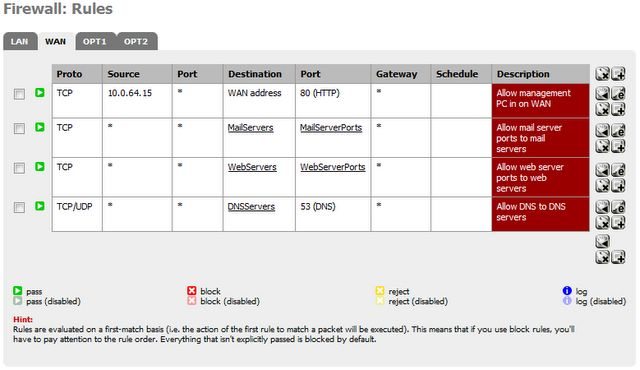 Firewall: Rules
LAN WAN OPT1 OPT2
Proto Source Port Destination Port Gateway Schedule Description
TCP 10.0.64.15 * WAN address 80 (HTTP) * Allow management
PC in on WAN
TCP * * MailServers MailServerPorts * Allow mail server
ports to mail
servers
TCP * * WebServers WebServerPorts * Allow web server
ports to web
servers
TCP/UDP * * DNSServers 53 (DNS) * Allow DNS to DNS
servers
pass block reject log
pass (disabled) block (disabled) reject (disabled) log (disabled)
Hint:
Rules are evaluated on a first-match basis (i.e. the action of the first rule to match a packet will be executed). This means that if you use block rules, you'll
have to pay attention to the rule order. Everything that isn't explicitly passed is blocked by default.